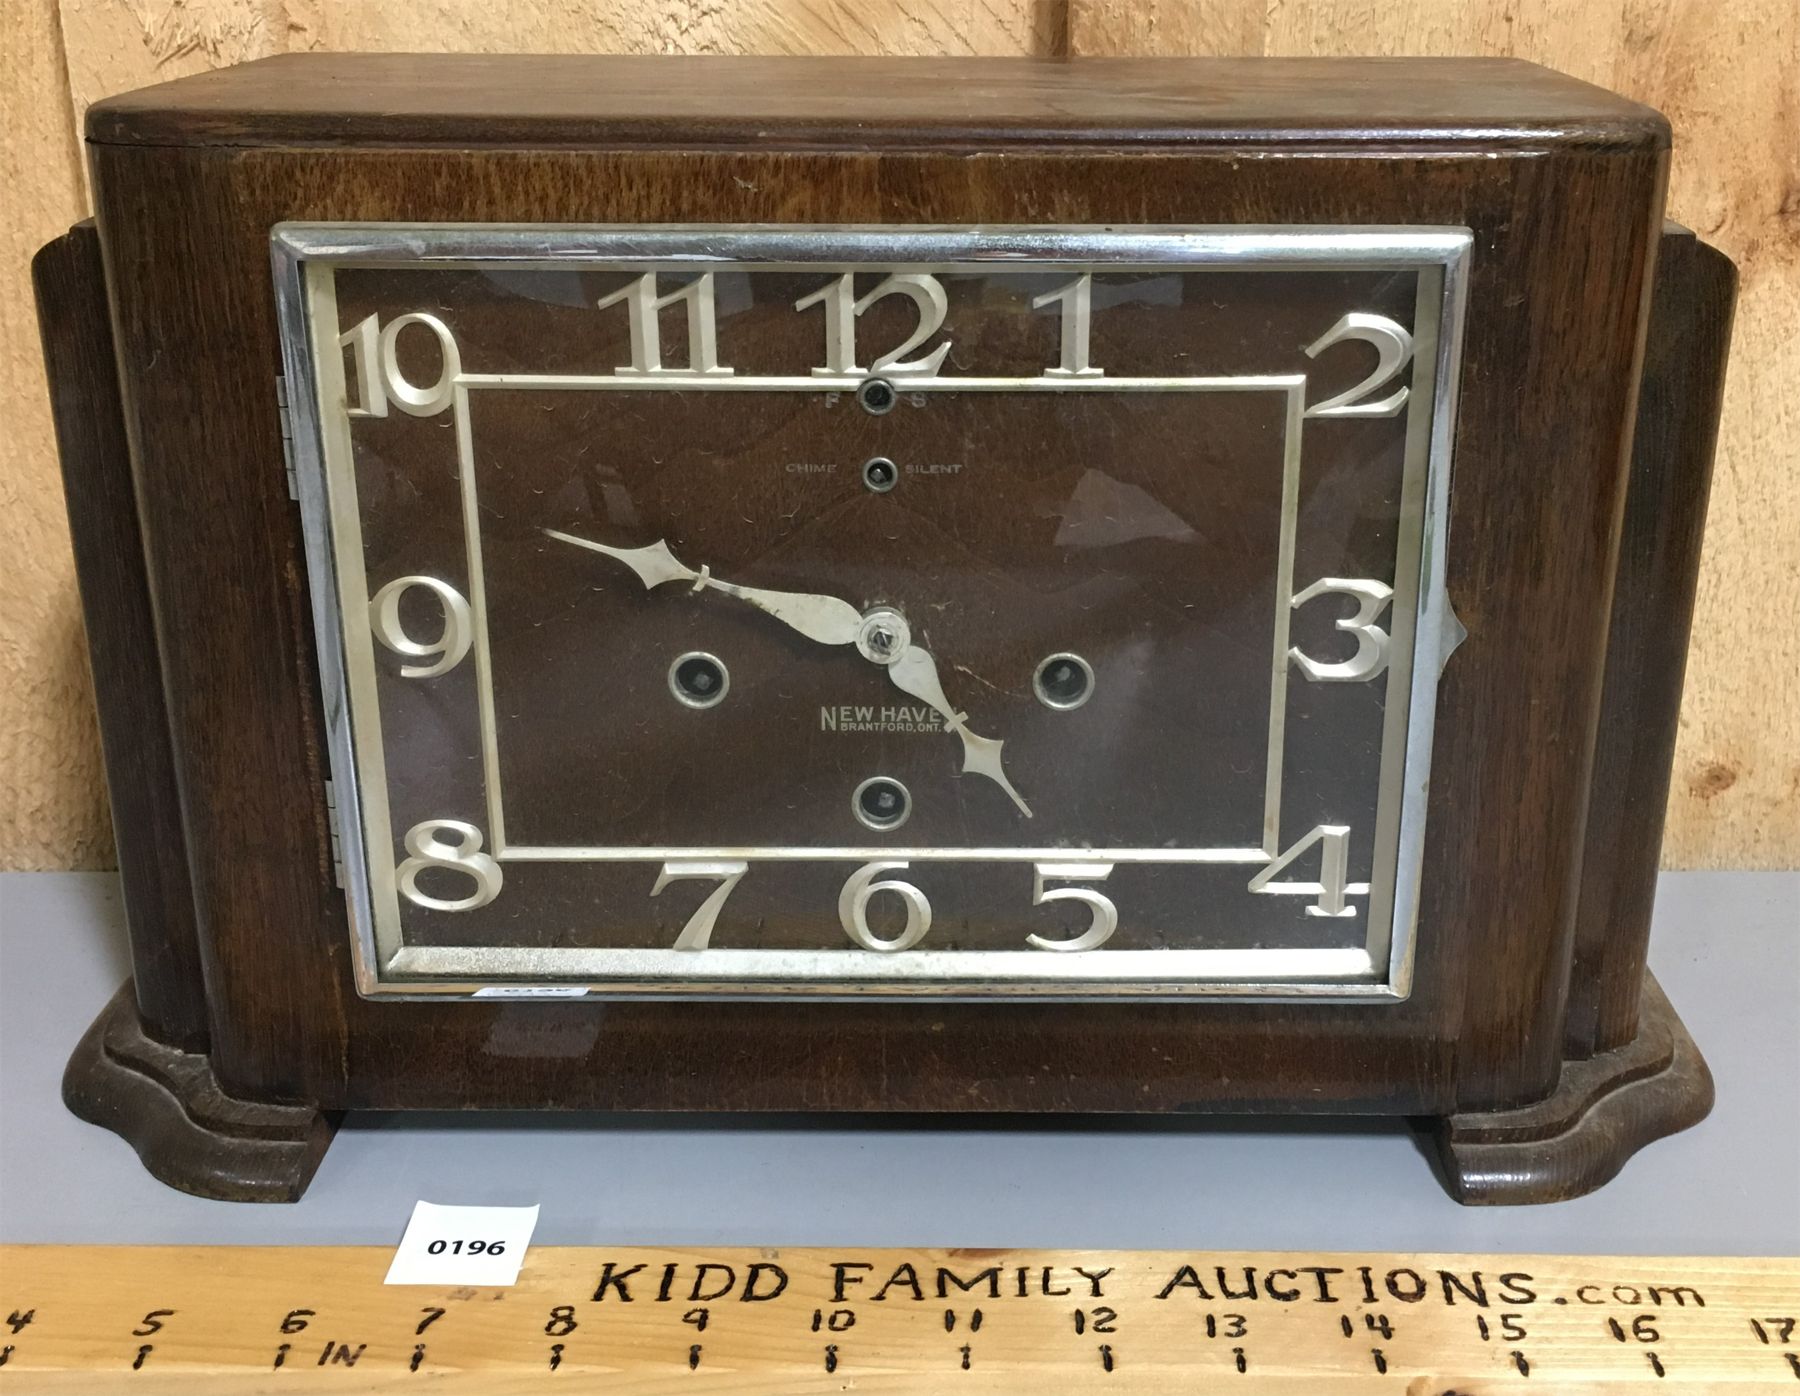 11 12 1
10 2
F S
CHIME SILENT
9 3
NEW HAVEN
BRANTFORD, ONT.
8 4
7 6 5
0196
KIDD FAMILY AUCTIONS.com
4 5 6 7 8 9 10 11 12 13 14 15 16 17
IN